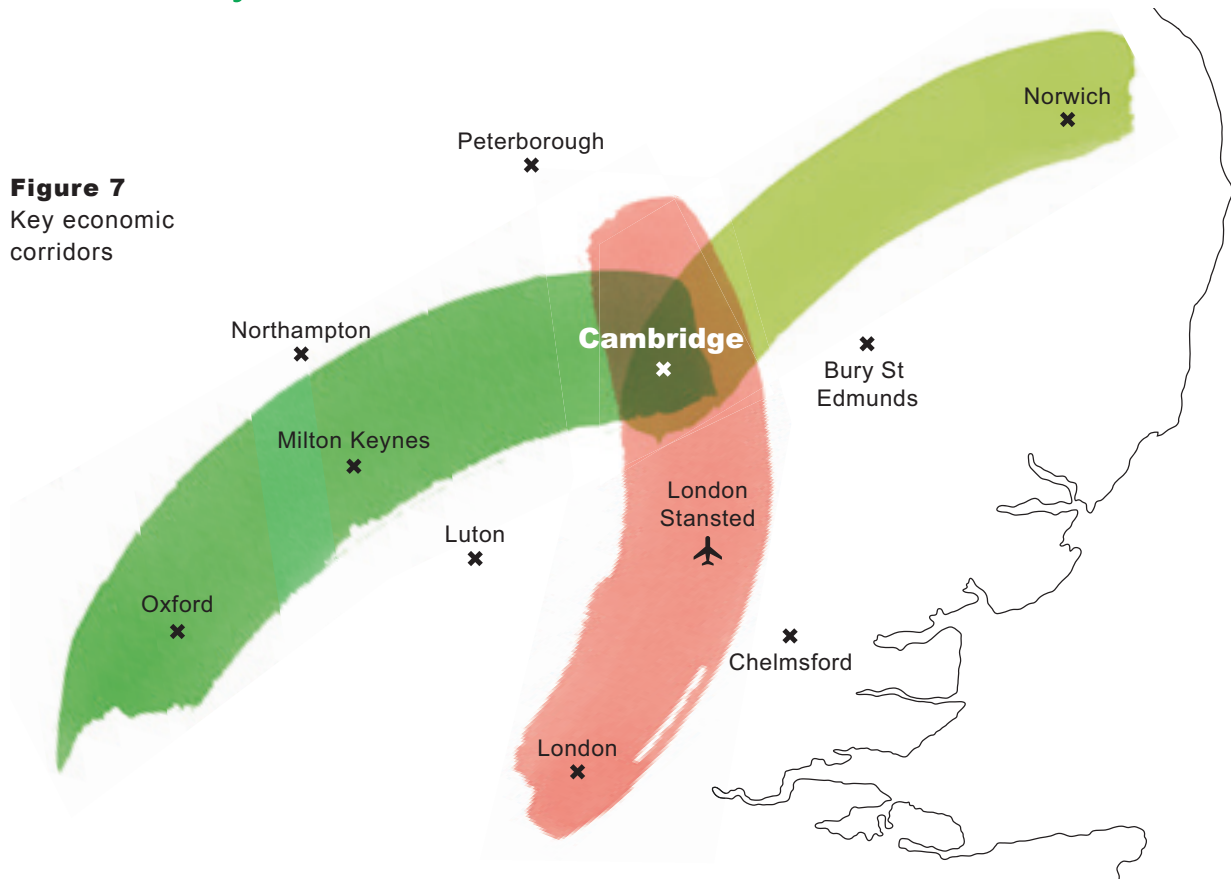 Norwich
Peterborough
Figure 7
Key economic
corridors
Northampton
Cambridge
Bury St
Edmunds
Milton Keynes
London
Stansted
Luton
Oxford
Chelmsford
London